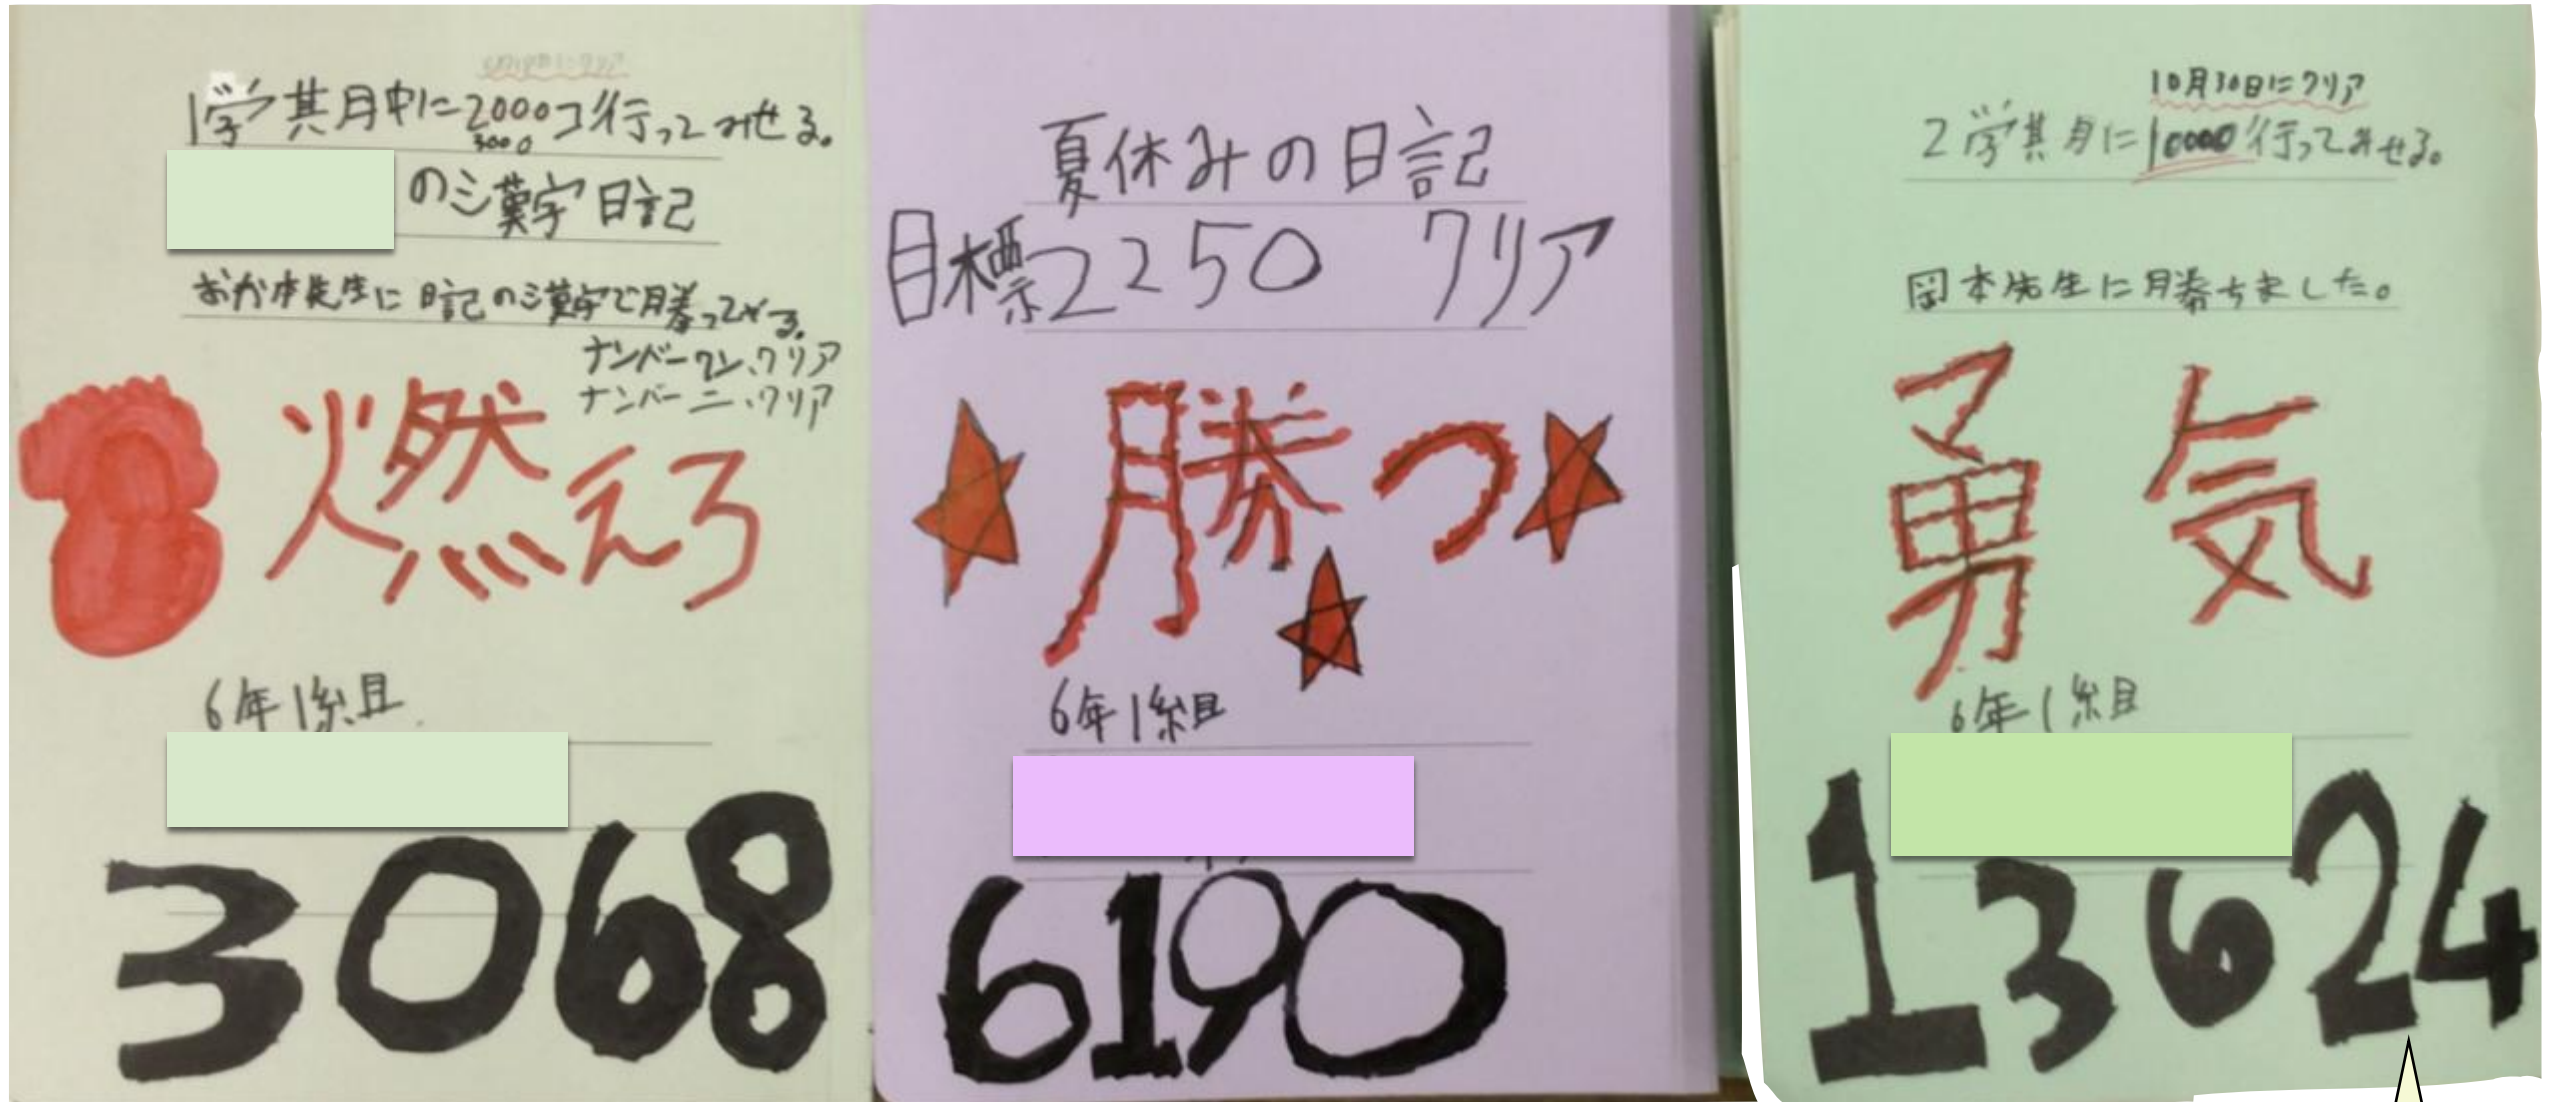 1学期中に2000コ行ってみせる。
3000
の漢字日記
おか本先生に日記の漢字で勝ってやる。
ナンバーワン、クリア
ナンバーニ、クリア
燃えろ
6年1組
3068
夏休みの日記
目標2250 クリア
勝つ
6年1組
6190
10月30日にクリア
2学期に10000行ってみせる。
岡本先生に勝ちました。
勇気
6年1組
13624